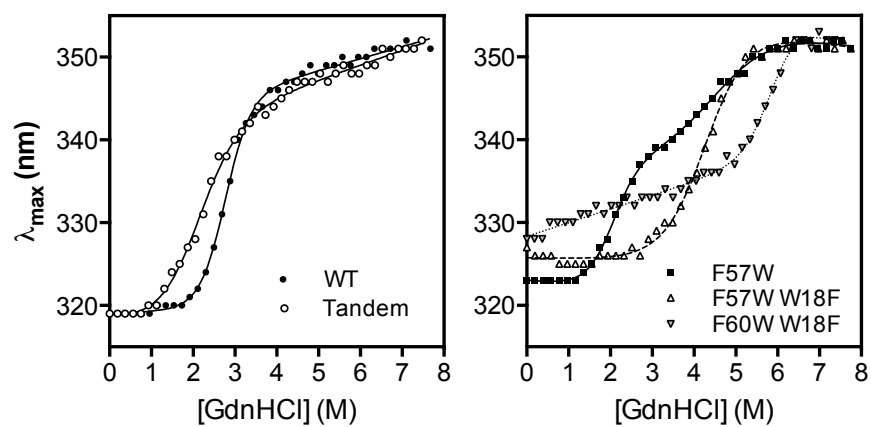 λmax (nm)
350
340
330
320
0 1 2 3 4 5 6 7 8
[GdnHCl] (M)
WT
Tandem
350
340
330
320
0 1 2 3 4 5 6 7 8
[GdnHCl] (M)
F57W
F57W W18F
F60W W18F